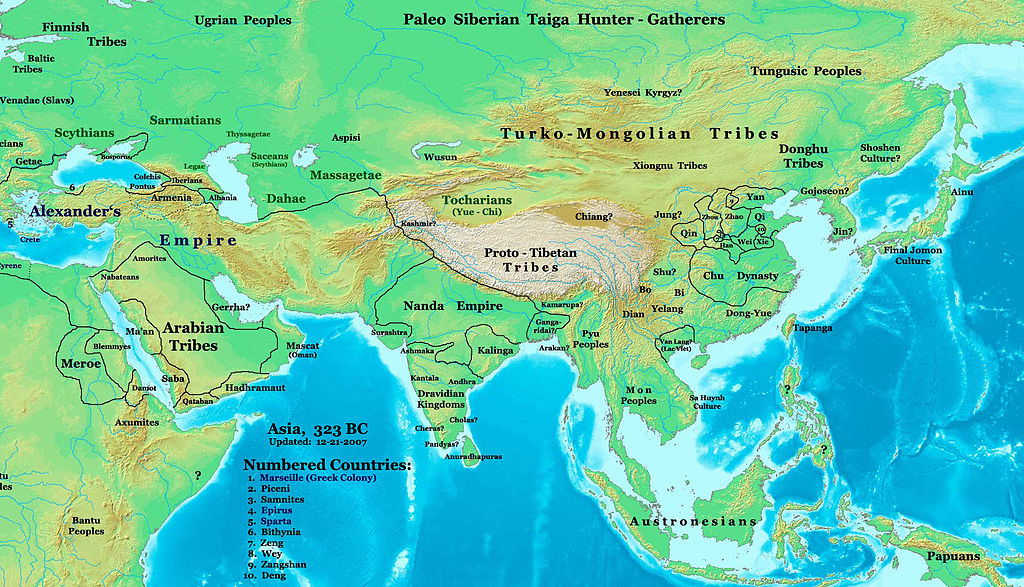 Ugrian Peoples
Paleo Siberian Taiga Hunter - Gatherers
Finnish
Tribes
Baltic
Tribes
Tungusic Peoples
Yenesei Kyrgyz?
Venadae (Slavs)
Sarmatians
Scythians
Thyssagetae
Aspisi
Turko-Mongolian Tribes
Donghu
Tribes
Shoshen
Culture?
cians
Getae
Bosporus
Saceans
(Scythians)
Wusun
Xiongnu Tribes
Legae
Massagetae
Colchis
Pontus
Iberians
Armenia
Albania
Dahae
Tocharians
(Yue - Chi)
Gojoseon?
Ainu
6
Alexander's
Empire
5
Crete
Kashmir?
Chiang?
Jung?
Yan
7
Zhou
Zhao
Qi
10
Qin
Han
Wei
Xie
Jin?
Final Jomon
Culture
Proto - Tibetan
Tribes
Amorites
Nabateans
Cyrene
Shu?
Chu Dynasty
Bo
Bi
Gerrha?
Nanda Empire
Kamarupa?
Dian
Yelang
Dong-Yue
Ganga-
ridai?
Ma'an
Arabian
Tribes
Surashtra
Pyu
Peoples
Van Lang?
(Lac Viet)
Tapanga
Blemmyes
Mascat
(Oman)
Ashmaka
Kalinga
Arakan?
Meroe
Saba
Damot
Hadhramaut
Qataban
Kantala
Andhra
Dravidian
Kingdoms
Mon
Peoples
Sa Huynh
Culture
?
Axumites
Cholas?
Cheras?
Pandyas?
Anuradhapuras
?
?
Asia, 323 BC
Updated: 12-21-2007
Numbered Countries:
1. Marseille (Greek Colony)
2. Piceni
3. Samnites
4. Epirus
5. Sparta
6. Bithynia
7. Zeng
8. Wey
9. Zangshan
10. Deng
tu
les
Bantu
Peoples
Austronesians
Papuans